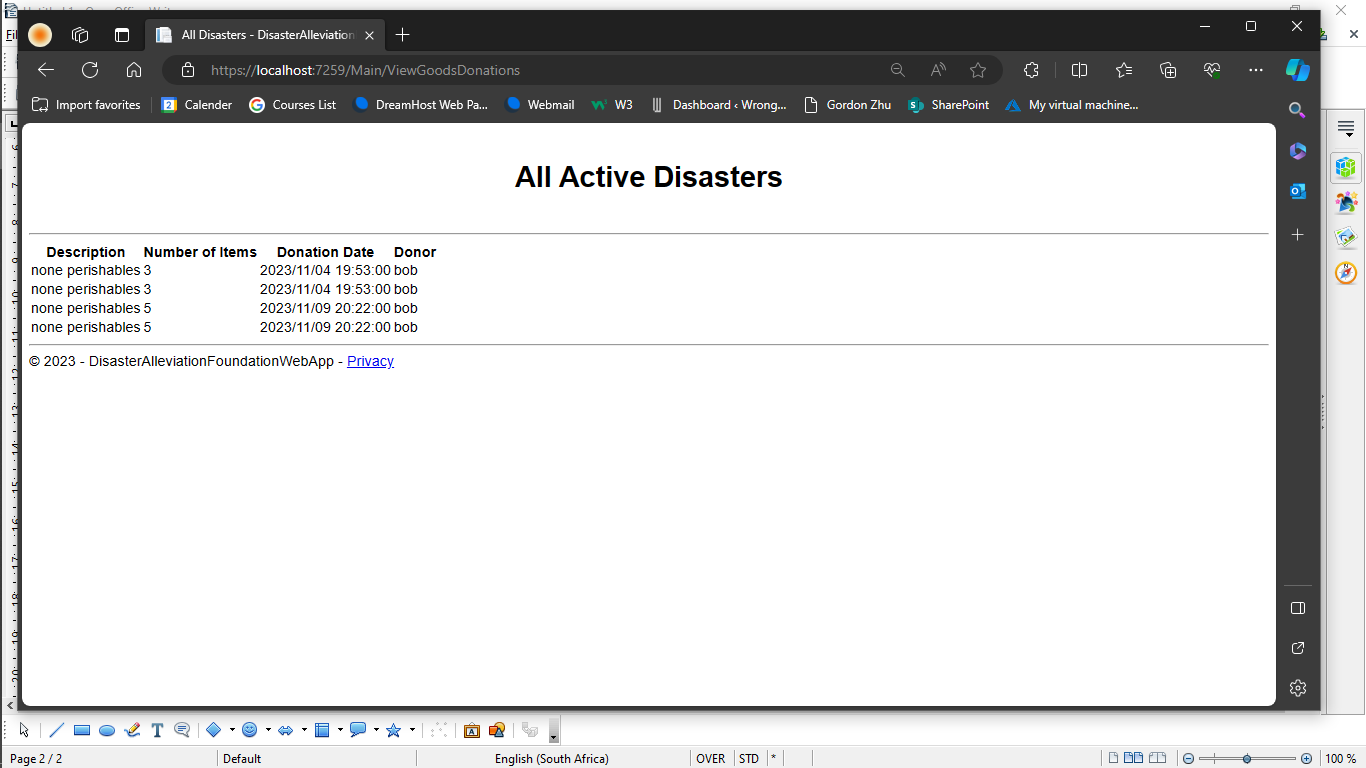 All Disasters - DisasterAlleviation
https://localhost:7259/Main/ViewGoodsDonations
Import favorites
2 Calender
Courses List
DreamHost Web Pa...
Webmail
W3
Dashboard ‹ Wrong...
Gordon Zhu
SharePoint
My virtual machine...
All Active Disasters
Description Number of Items Donation Date Donor
none perishables 3 2023/11/04 19:53:00 bob
none perishables 3 2023/11/04 19:53:00 bob
none perishables 5 2023/11/09 20:22:00 bob
none perishables 5 2023/11/09 20:22:00 bob
© 2023 - DisasterAlleviationFoundationWebApp - Privacy
Page 2 / 2 Default English (South Africa) OVER STD * 100 %